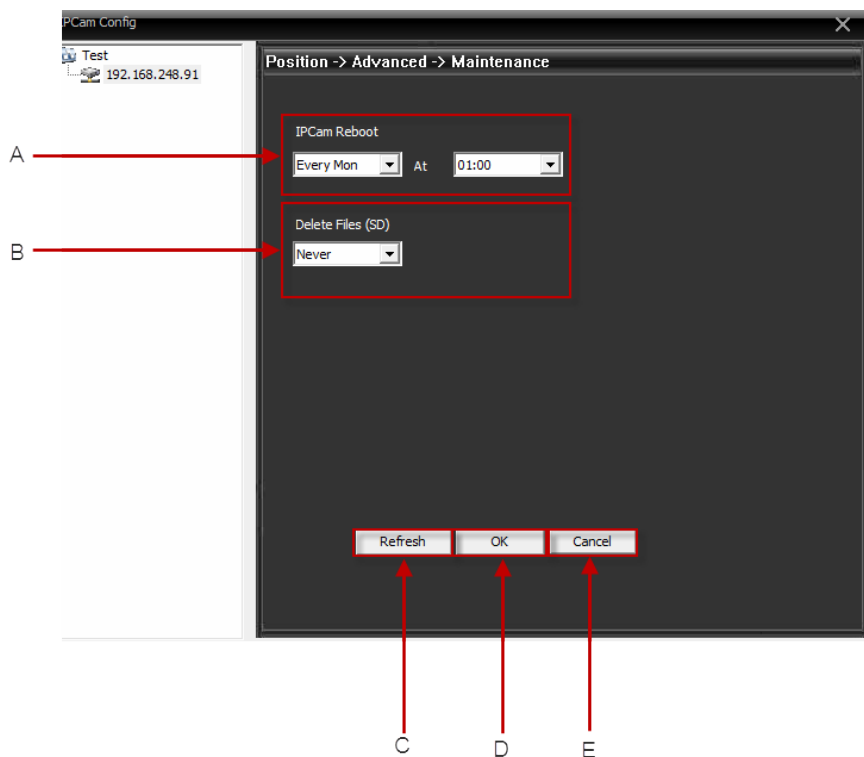 IPCam Config
Test
192.168.248.91
Position -> Advanced -> Maintenance
A
IPCam Reboot
Every Mon At 01:00
B
Delete Files (SD)
Never
Refresh OK Cancel
C D E